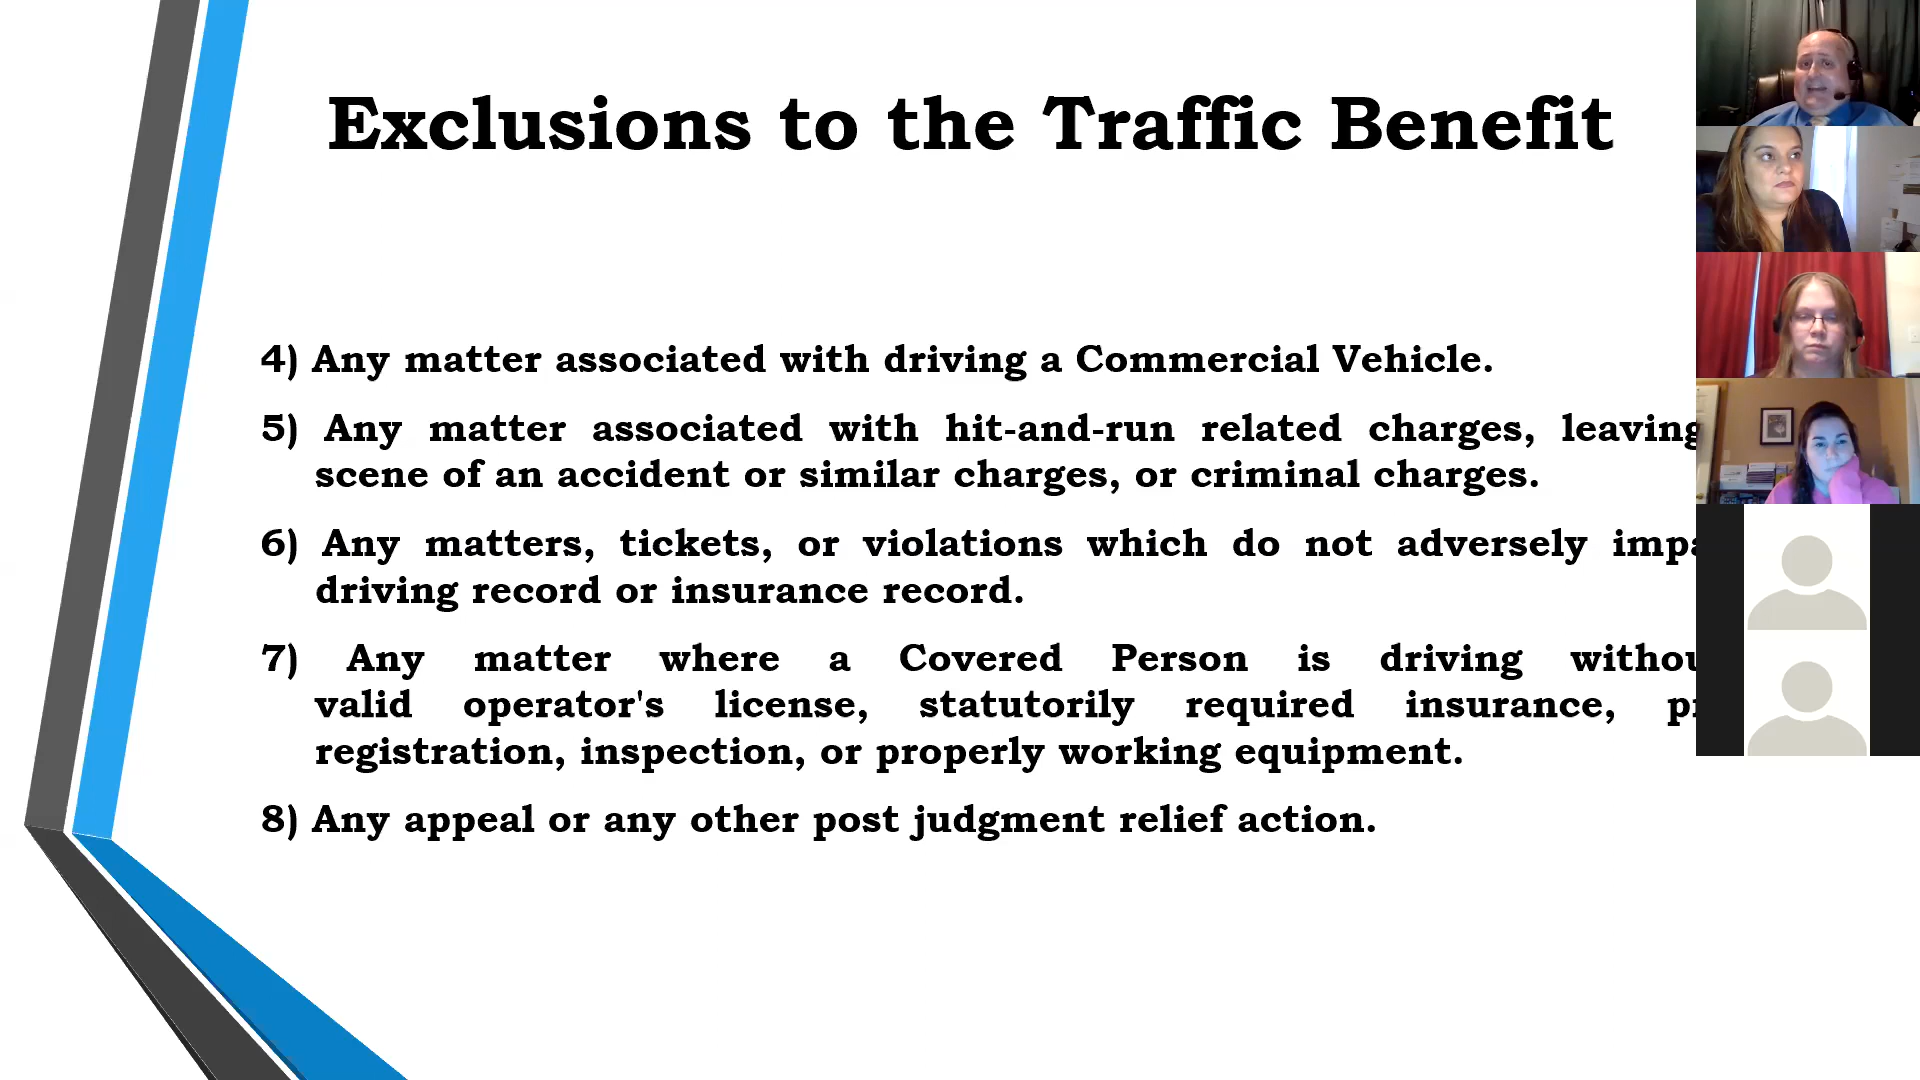 Exclusions to the Traffic Benefit
4) Any matter associated with driving a Commercial Vehicle.
5) Any matter associated with hit-and-run related charges, leaving
scene of an accident or similar charges, or criminal charges.
6) Any matters, tickets, or violations which do not adversely
driving record or insurance record.
7) Any matter where a Covered Person is driving
valid operator's license, statutorily required insurance,
registration, inspection, or properly working equipment.
8) Any appeal or any other post judgment relief action.